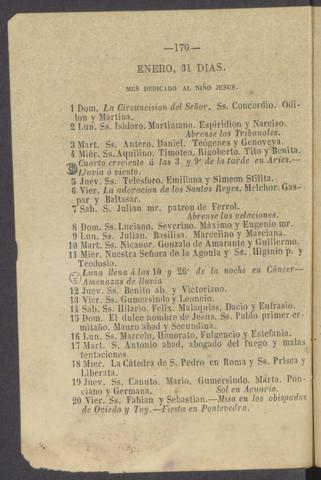 —170—
ENERO, 31 DIAS.
MES DEDICADO AL NIÑO JESUS.
1 Dom. La Circuncision del Señor, Ss. Concordio. Odi-
lon y Martina.
2 Lun. Ss. Isidoro. Martiniano. Espiridion y Narciso.
Abrense los Tribunales.
3 Mart. Ss. Antero. Daniel. Teógenes y Genoveva.
4 Miér. Ss. Aquilino. Timoteo. Rigoberto. Tito y Benita.
Cuarto creciente á las 3 y 9' de la tarde en Aries.—
Lluvia ó viento.
5 Juev. Ss. Telesforo. Emiliana y Simeon Stilita.
6 Vier. La adoracion de los Santos Reyes. Melchor. Gas-
par y Baltasar.
7 Sab. S. Julian mr. patron de Ferrol.
Abrense las velaciones.
8 Dom. Ss. Luciano. Severino. Máximo y Eugenio mr.
9 Lun. Ss. Julian. Basilisa. Marcelino y Marciana.
10 Mart. Ss. Nicanor. Gonzalo de Amarante y Guillermo.
11 Mier. Nuestra Señora de la Agonia y Ss. Higinio p. y
Teodosio.
Luna llena á las 10 y 26' de la noche en Cáncer—
Amenazas de lluvia
12 Juev. Ss. Benito ab. y Victoriano.
13 Vier. Ss. Gumersindo y Leoncio.
14 Sab. Ss. Hilario. Felix. Malaquías, Dacio y Eufrasio.
15 Dom. El dulce nombre de Jesus. Ss. Pablo primer er-
mitaño. Mauro abad y Secundina.
16 Lun. Ss. Marcelo, Honorato, Fulgencio y Estefania.
17 Mart. S. Antonio abad, abogado del fuego y malas
tentaciones.
18 Mier. La Cátedra de S. Pedro en Roma y Ss. Prisca y
Liberata.
19 Juev. Ss. Canuto. Mario, Gumersindo. Marta. Pon-
ciano y Germana. Sol en Acuario.
20 Vier. Ss. Fabian y Sebastian.—Misa en los obispados
de Oviedo y Tuy.—Fiesta en Pontevedra.